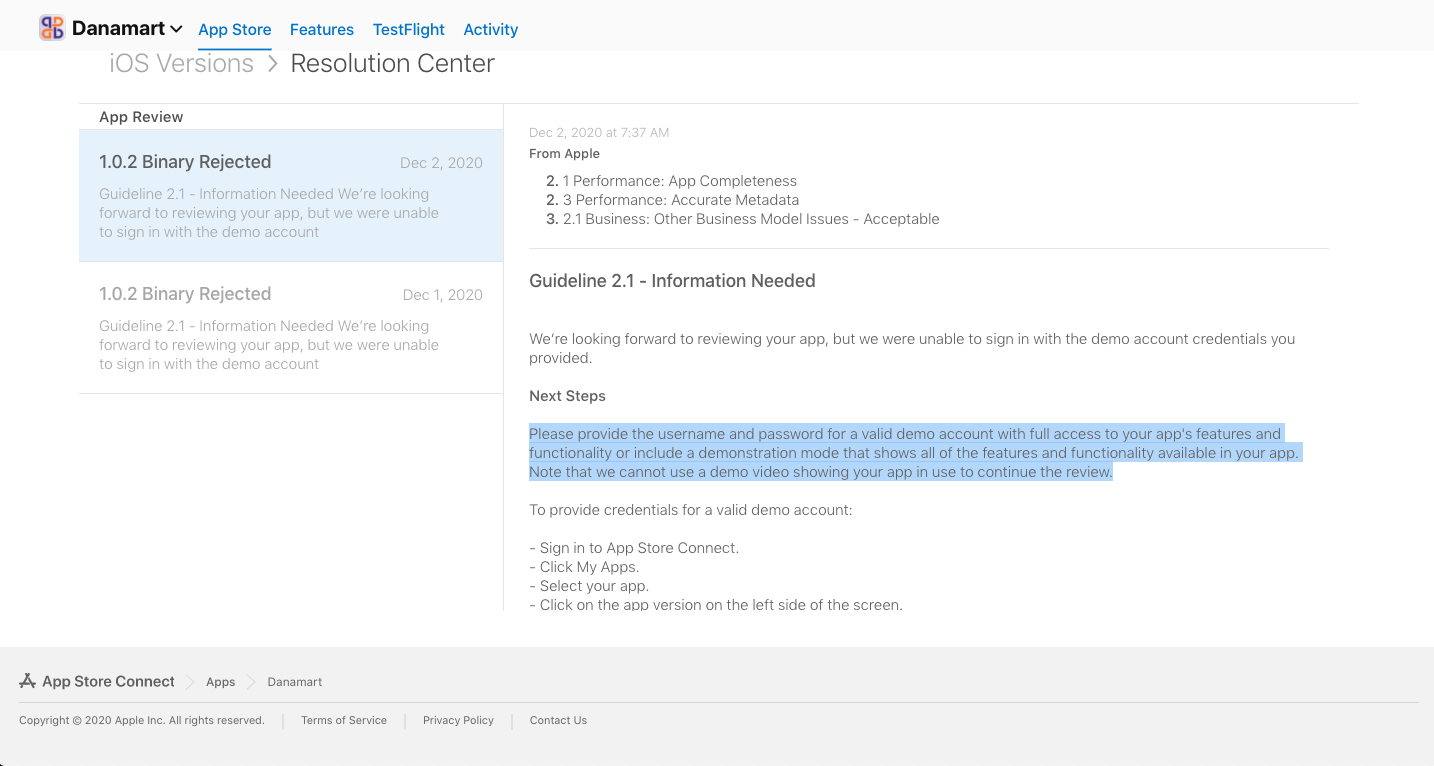 Danamart
App Store Features TestFlight Activity
iOS Versions > Resolution Center
App Review
1.0.2 Binary Rejected Dec 2, 2020
Guideline 2.1 - Information Needed We’re looking
forward to reviewing your app, but we were unable
to sign in with the demo account
1.0.2 Binary Rejected Dec 1, 2020
Guideline 2.1 - Information Needed We’re looking
forward to reviewing your app, but we were unable
to sign in with the demo account
Dec 2, 2020 at 7:37 AM
From Apple
2. 1 Performance: App Completeness
2. 3 Performance: Accurate Metadata
3. 2.1 Business: Other Business Model Issues - Acceptable
Guideline 2.1 - Information Needed
We’re looking forward to reviewing your app, but we were unable to sign in with the demo account credentials you
provided.
Next Steps
Please provide the username and password for a valid demo account with full access to your app's features and
functionality or include a demonstration mode that shows all of the features and functionality available in your app.
Note that we cannot use a demo video showing your app in use to continue the review.
To provide credentials for a valid demo account:
- Sign in to App Store Connect.
- Click My Apps.
- Select your app.
- Click on the app version on the left side of the screen.
App Store Connect Apps Danamart
Copyright © 2020 Apple Inc. All rights reserved. Terms of Service Privacy Policy Contact Us